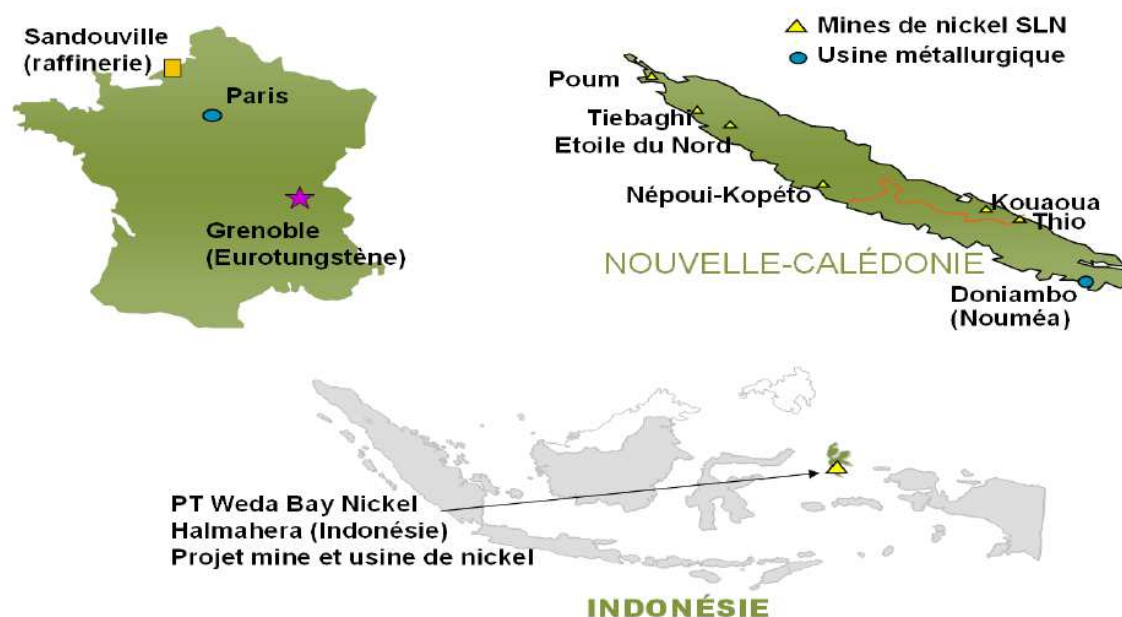 Sandouville
(raffinerie)
Paris
Grenoble
(Eurotungstène)
Mines de nickel SLN
Usine métallurgique
Poum
Tiebaghi
Etoile du Nord
Népoui-Kopéto
Kouaoua
Thio
NOUVELLE-CALÉDONIE
Doniambo
(Nouméa)
PT Weda Bay Nickel
Halmahera (Indonésie)
Projet mine et usine de nickel
INDONÉSIE